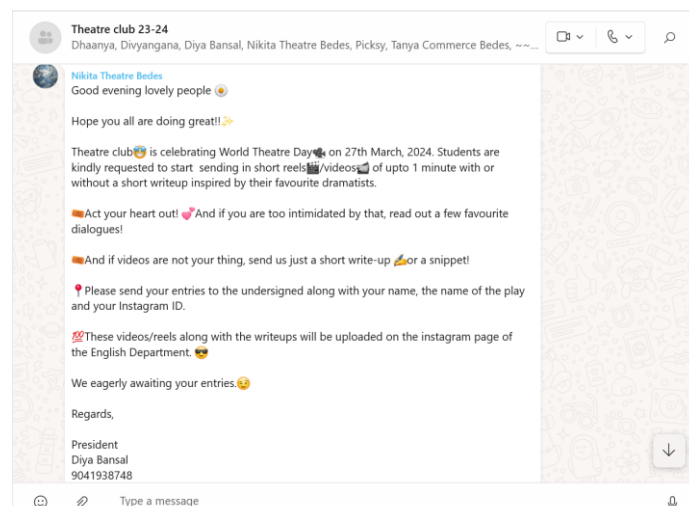 Theatre club 23-24
Dhaanya, Divyangana, Diya Bansal, Nikita Theatre Bedes, Picksy, Tanya Commerce Bedes, ~~...
Nikita Theatre Bedes
Good evening lovely people 🍳
Hope you all are doing great!!✨
Theatre club🤓 is celebrating World Theatre Day📽 on 27th March, 2024. Students are
kindly requested to start sending in short reels🎬/videos📹 of upto 1 minute with or
without a short writeup inspired by their favourite dramatists.
🎟Act your heart out! 💕And if you are too intimidated by that, read out a few favourite
dialogues!
🎟And if videos are not your thing, send us just a short write-up ✍or a snippet!
📍Please send your entries to the undersigned along with your name, the name of the play
and your Instagram ID.
💯These videos/reels along with the writeups will be uploaded on the instagram page of
the English Department. 😎
We eagerly awaiting your entries.😉
Regards,
President
Diya Bansal
9041938748
Type a message